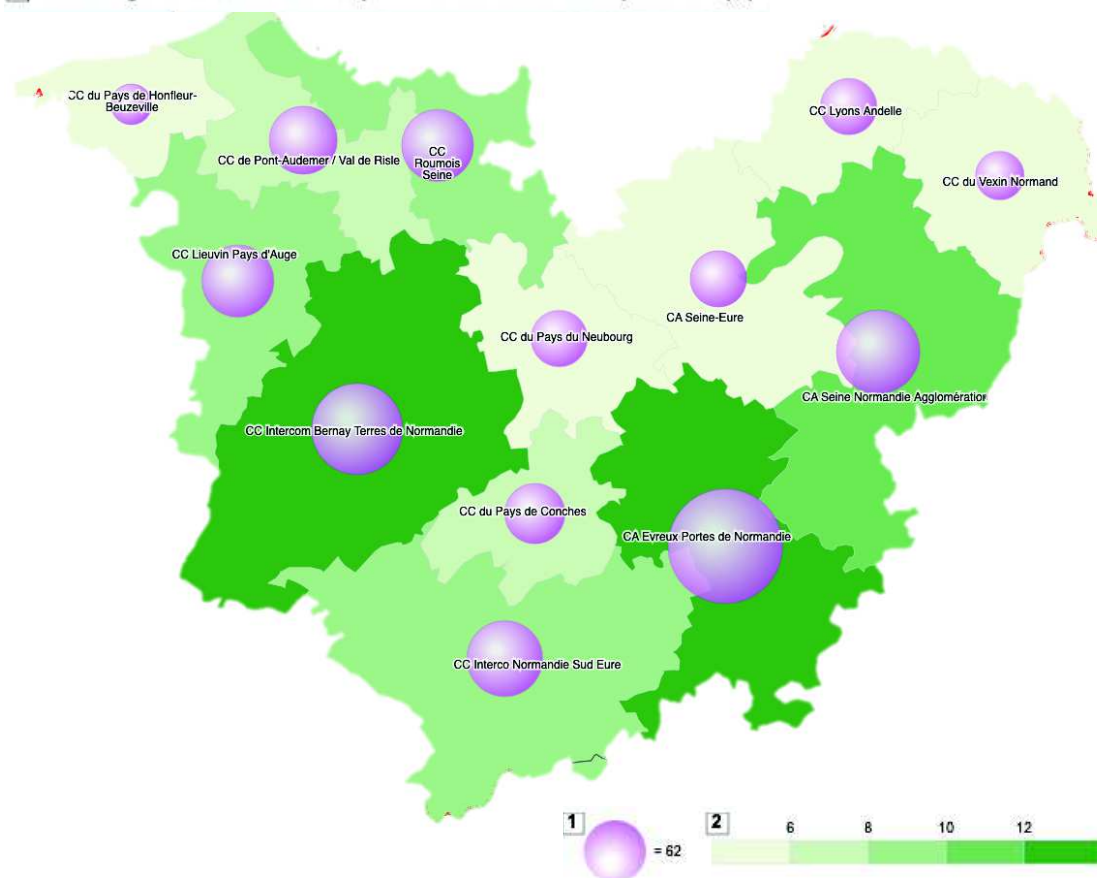 CC du Pays de Honfleur-
Beuzeville
CC de Pont-Audemer / Val de Risle
CC
Roumois
Seine
CC Lyons Andelle
CC du Vexin Normand
CC Lieuvin Pays d'Auge
CA Seine-Eure
CC du Pays du Neubourg
CA Seine Normandie Agglomération
CC Intercom Bernay Terres de Normandie
CC du Pays de Conches
CA Evreux Portes de Normandie
CC Interco Normandie Sud Eure
1
= 62
2
6 8 10 12